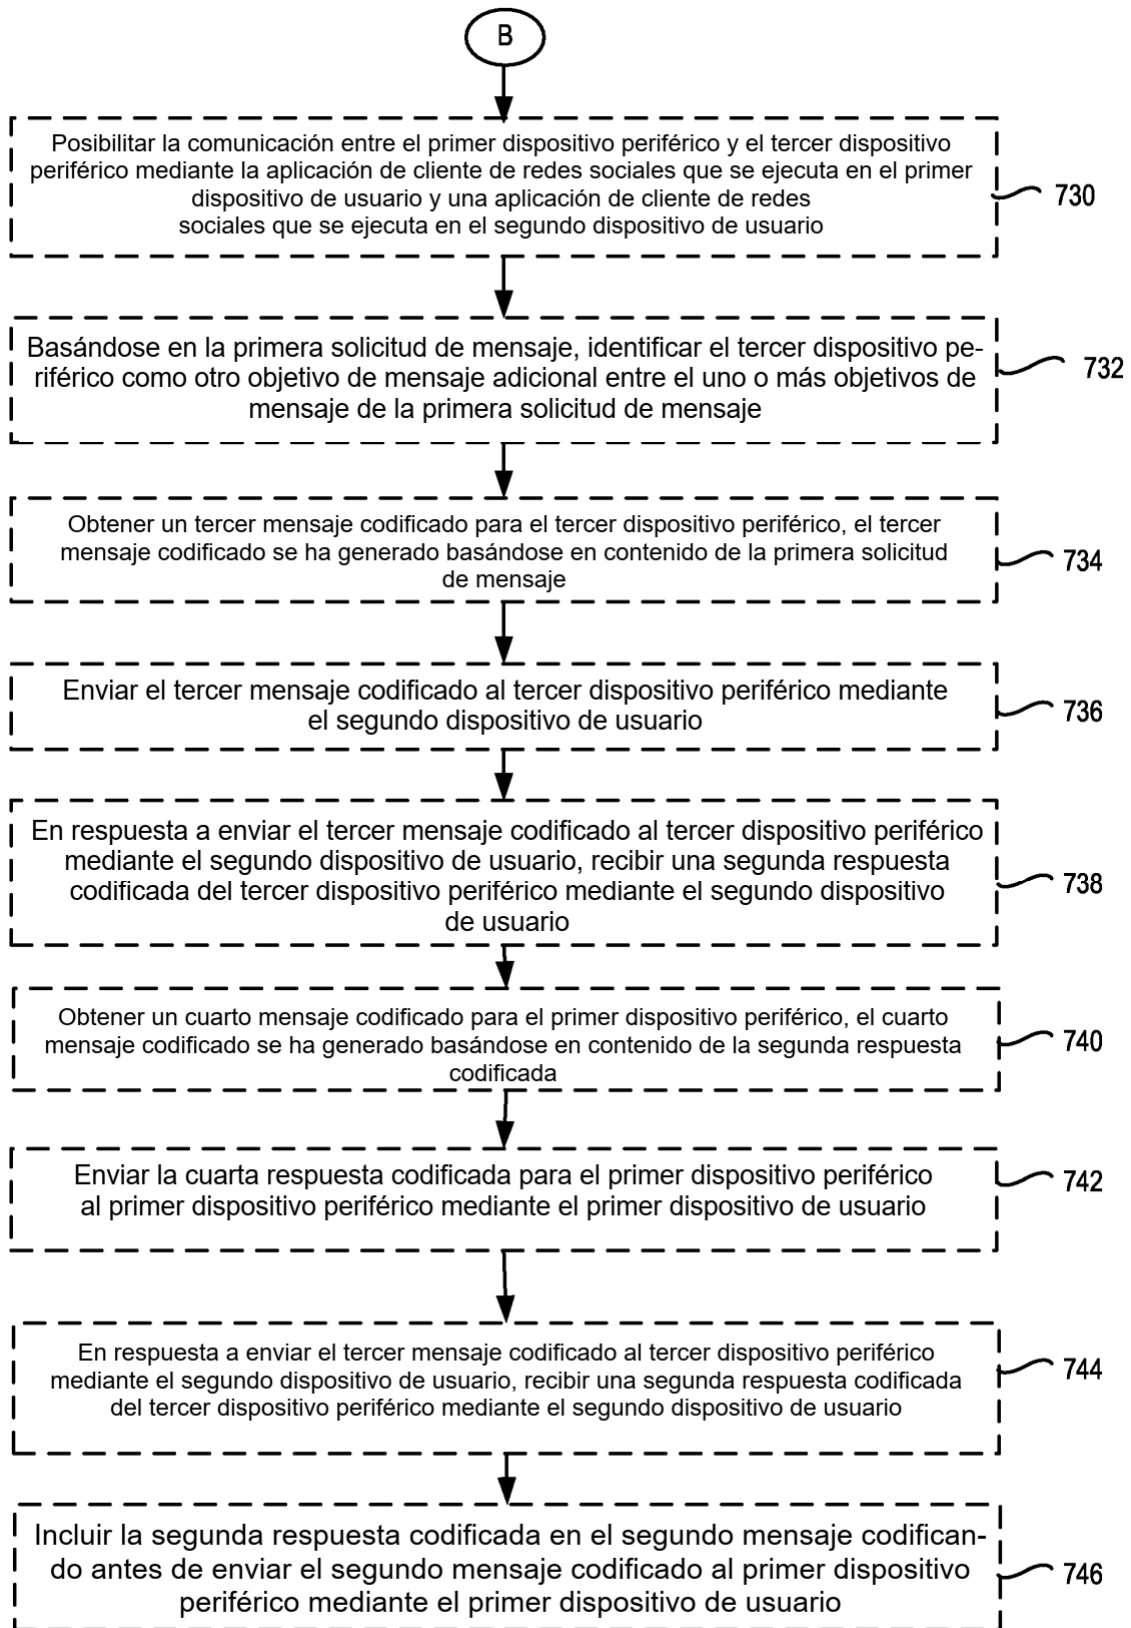 B
Posibilitar la comunicación entre el primer dispositivo periférico y el tercer dispositivo
periférico mediante la aplicación de cliente de redes sociales que se ejecuta en el primer
dispositivo de usuario y una aplicación de cliente de redes
sociales que se ejecuta en el segundo dispositivo de usuario
730
Basándose en la primera solicitud de mensaje, identificar el tercer dispositivo pe-
riférico como otro objetivo de mensaje adicional entre el uno o más objetivos de
mensaje de la primera solicitud de mensaje
732
Obtener un tercer mensaje codificado para el tercer dispositivo periférico, el tercer
mensaje codificado se ha generado basándose en contenido de la primera solicitud
de mensaje
734
Enviar el tercer mensaje codificado al tercer dispositivo periférico mediante
el segundo dispositivo de usuario
736
En respuesta a enviar el tercer mensaje codificado al tercer dispositivo periférico
mediante el segundo dispositivo de usuario, recibir una segunda respuesta
codificada del tercer dispositivo periférico mediante el segundo dispositivo
de usuario
738
Obtener un cuarto mensaje codificado para el primer dispositivo periférico, el cuarto
mensaje codificado se ha generado basándose en contenido de la segunda respuesta
codificada
740
Enviar la cuarta respuesta codificada para el primer dispositivo periférico
al primer dispositivo periférico mediante el primer dispositivo de usuario
742
En respuesta a enviar el tercer mensaje codificado al tercer dispositivo periférico
mediante el segundo dispositivo de usuario, recibir una segunda respuesta codificada
del tercer dispositivo periférico mediante el segundo dispositivo de usuario
744
Incluir la segunda respuesta codificada en el segundo mensaje codifican-
do antes de enviar el segundo mensaje codificado al primer dispositivo
periférico mediante el primer dispositivo de usuario
746